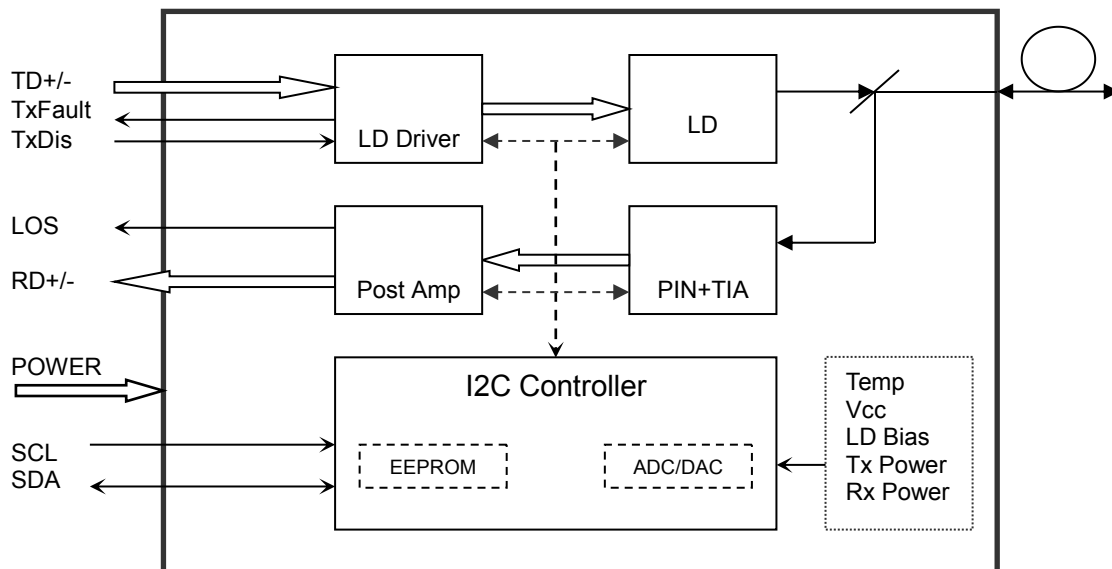 TD+/-
TxFault
TxDis
LD Driver
LD
LOS
RD+/-
Post Amp
PIN+TIA
POWER
I2C Controller
SCL
SDA
EEPROM
ADC/DAC
Temp
Vcc
LD Bias
Tx Power
Rx Power